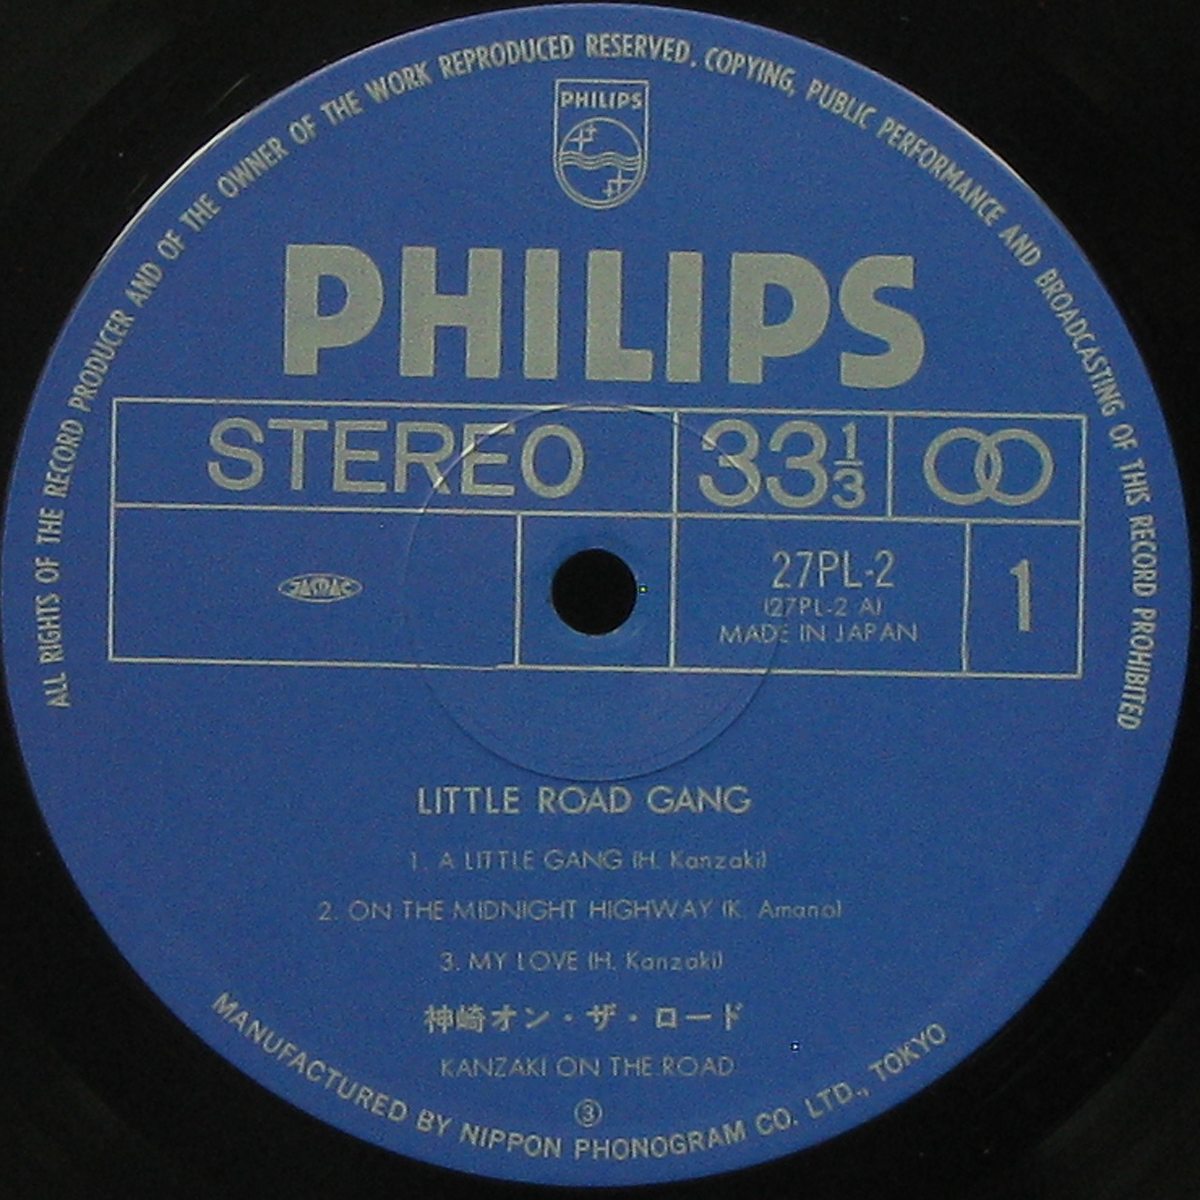 ALL RIGHTS OF THE RECORD PRODUCER AND OF THE OWNER OF THE WORK REPRODUCED RESERVED. COPYING, PUBLIC PERFORMANCE AND BROADCASTING OF THIS RECORD PROHIBITED
PHILIPS
PHILIPS
STEREO
33 1/3
JASRAC
27PL-2
(27PL-2 A)
MADE IN JAPAN
1
LITTLE ROAD GANG
1. A LITTLE GANG (H. Kanzaki)
2. ON THE MIDNIGHT HIGHWAY (K. Amano)
3. MY LOVE (H. Kanzaki)
神崎オン・ザ・ロード
KANZAKI ON THE ROAD
③
MANUFACTURED BY NIPPON PHONOGRAM CO. LTD., TOKYO